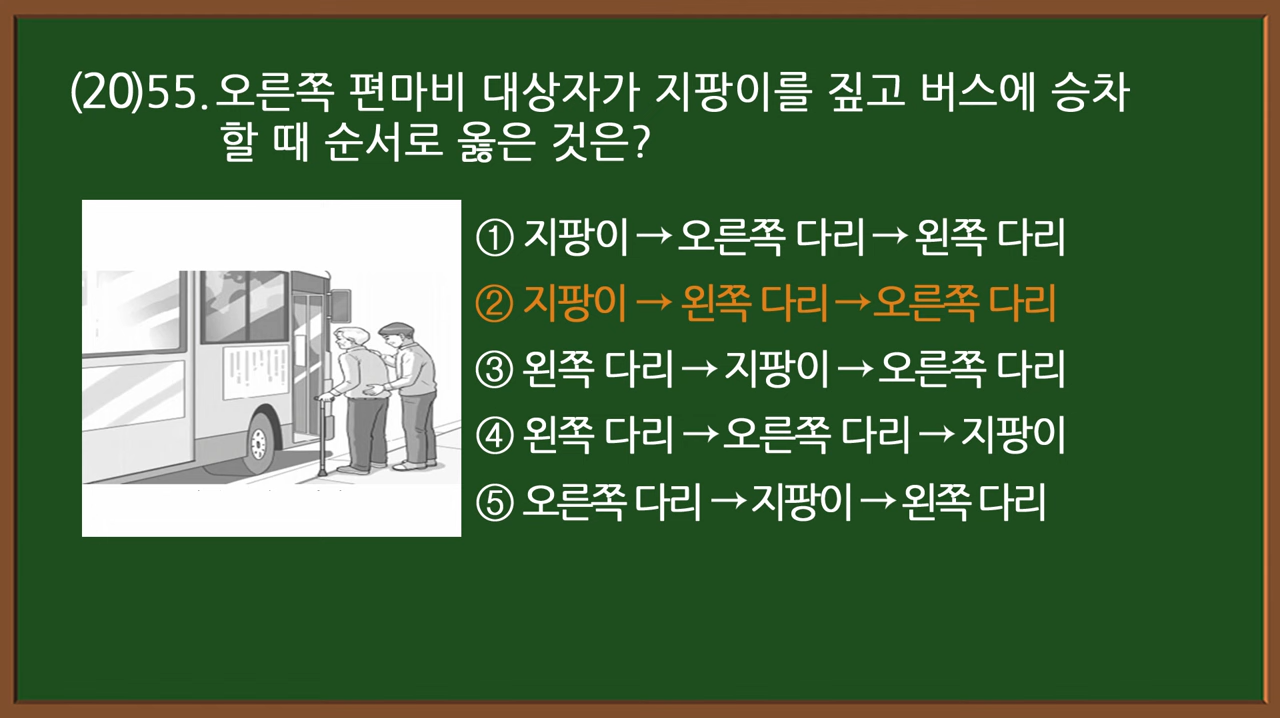 (20)55. 오른쪽 편마비 대상자가 지팡이를 짚고 버스에 승차
할 때 순서로 옳은 것은?
① 지팡이→오른쪽 다리→왼쪽 다리
② 지팡이→ 왼쪽 다리→오른쪽 다리
③ 왼쪽 다리→지팡이→오른쪽 다리
④ 왼쪽 다리→오른쪽 다리→지팡이
⑤ 오른쪽 다리→지팡이→왼쪽 다리